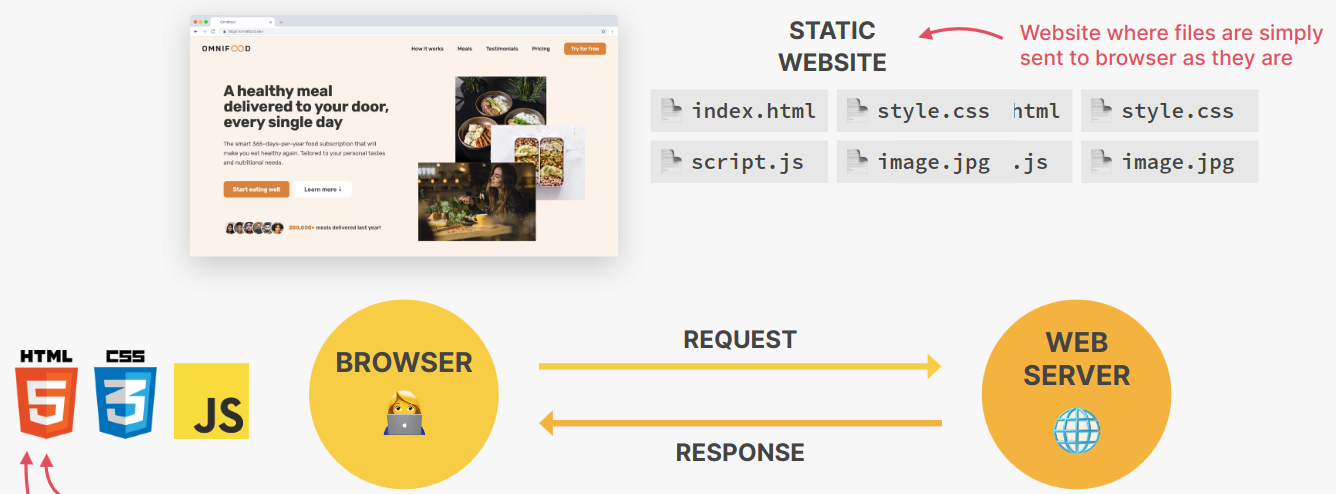 Omnifood
https://omnifood.dev
OMNIFOOD
How it works
Meals
Testimonials
Pricing
Try for free
A healthy meal
delivered to your door,
every single day
The smart 365-days-per-year food subscription that will
make you eat healthy again. Tailored to your personal tastes
and nutritional needs.
Start eating well
Learn more ↓
250,000+ meals delivered last year!
STATIC
WEBSITE
Website where files are simply
sent to browser as they are
index.html
style.css
html
style.css
script.js
image.jpg
.js
image.jpg
HTML
5
CSS
3
JS
BROWSER
REQUEST
RESPONSE
WEB
SERVER